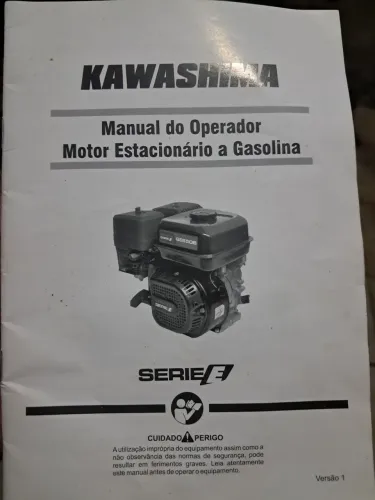 KAWASHIMA
Manual do Operador
Motor Estacionário a Gasolina
SERIE E
CUIDADO PERIGO
A utilização imprópria do equipamento assim como a
não observância das normas de segurança, pode
resultar em ferimentos graves. Leia atentamente
este manual antes de operar o equipamento.
Versão 1